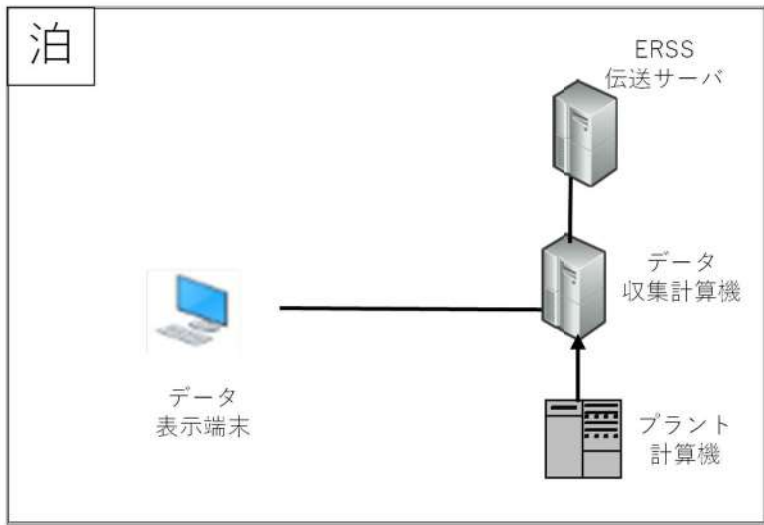 泊
ERSS
伝送サーバ
データ
収集計算機
データ
表示端末
プラント
計算機